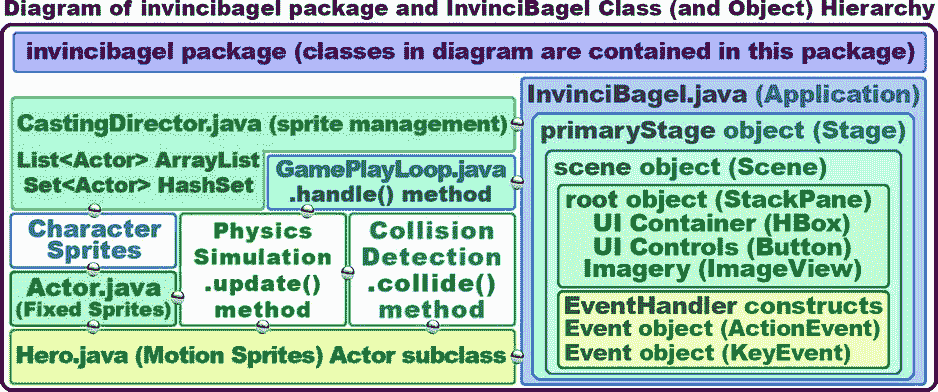 Diagram of invincibagel package and InvinciBagel Class (and Object) Hierarchy
invincibagel package (classes in diagram are contained in this package)
CastingDirector.java (sprite management)
List<Actor> ArrayList
Set<Actor> HashSet
GamePlayLoop.java
.handle() method
Character
Sprites
Physics
Simulation
.update()
method
Collision
Detection
.collide()
method
Actor.java
(Fixed Sprites)
Hero.java (Motion Sprites) Actor subclass
InvinciBagel.java (Application)
primaryStage object (Stage)
scene object (Scene)
root object (StackPane)
UI Container (HBox)
UI Controls (Button)
Imagery (ImageView)
EventHandler constructs
Event object (ActionEvent)
Event object (KeyEvent)